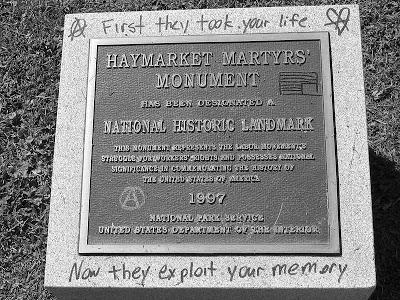 First they took your life
HAYMARKET MARTYRS'
MONUMENT
HAS BEEN DESIGNATED A
NATIONAL HISTORIC LANDMARK
THIS MONUMENT REPRESENTS THE LABOR MOVEMENT'S
STRUGGLE FOR WORKERS' RIGHTS AND POSSESSES NATIONAL
SIGNIFICANCE IN COMMEMORATING THE HISTORY OF
THE UNITED STATES OF AMERICA
1997
NATIONAL PARK SERVICE
UNITED STATES DEPARTMENT OF THE INTERIOR
Now they exploit your memory